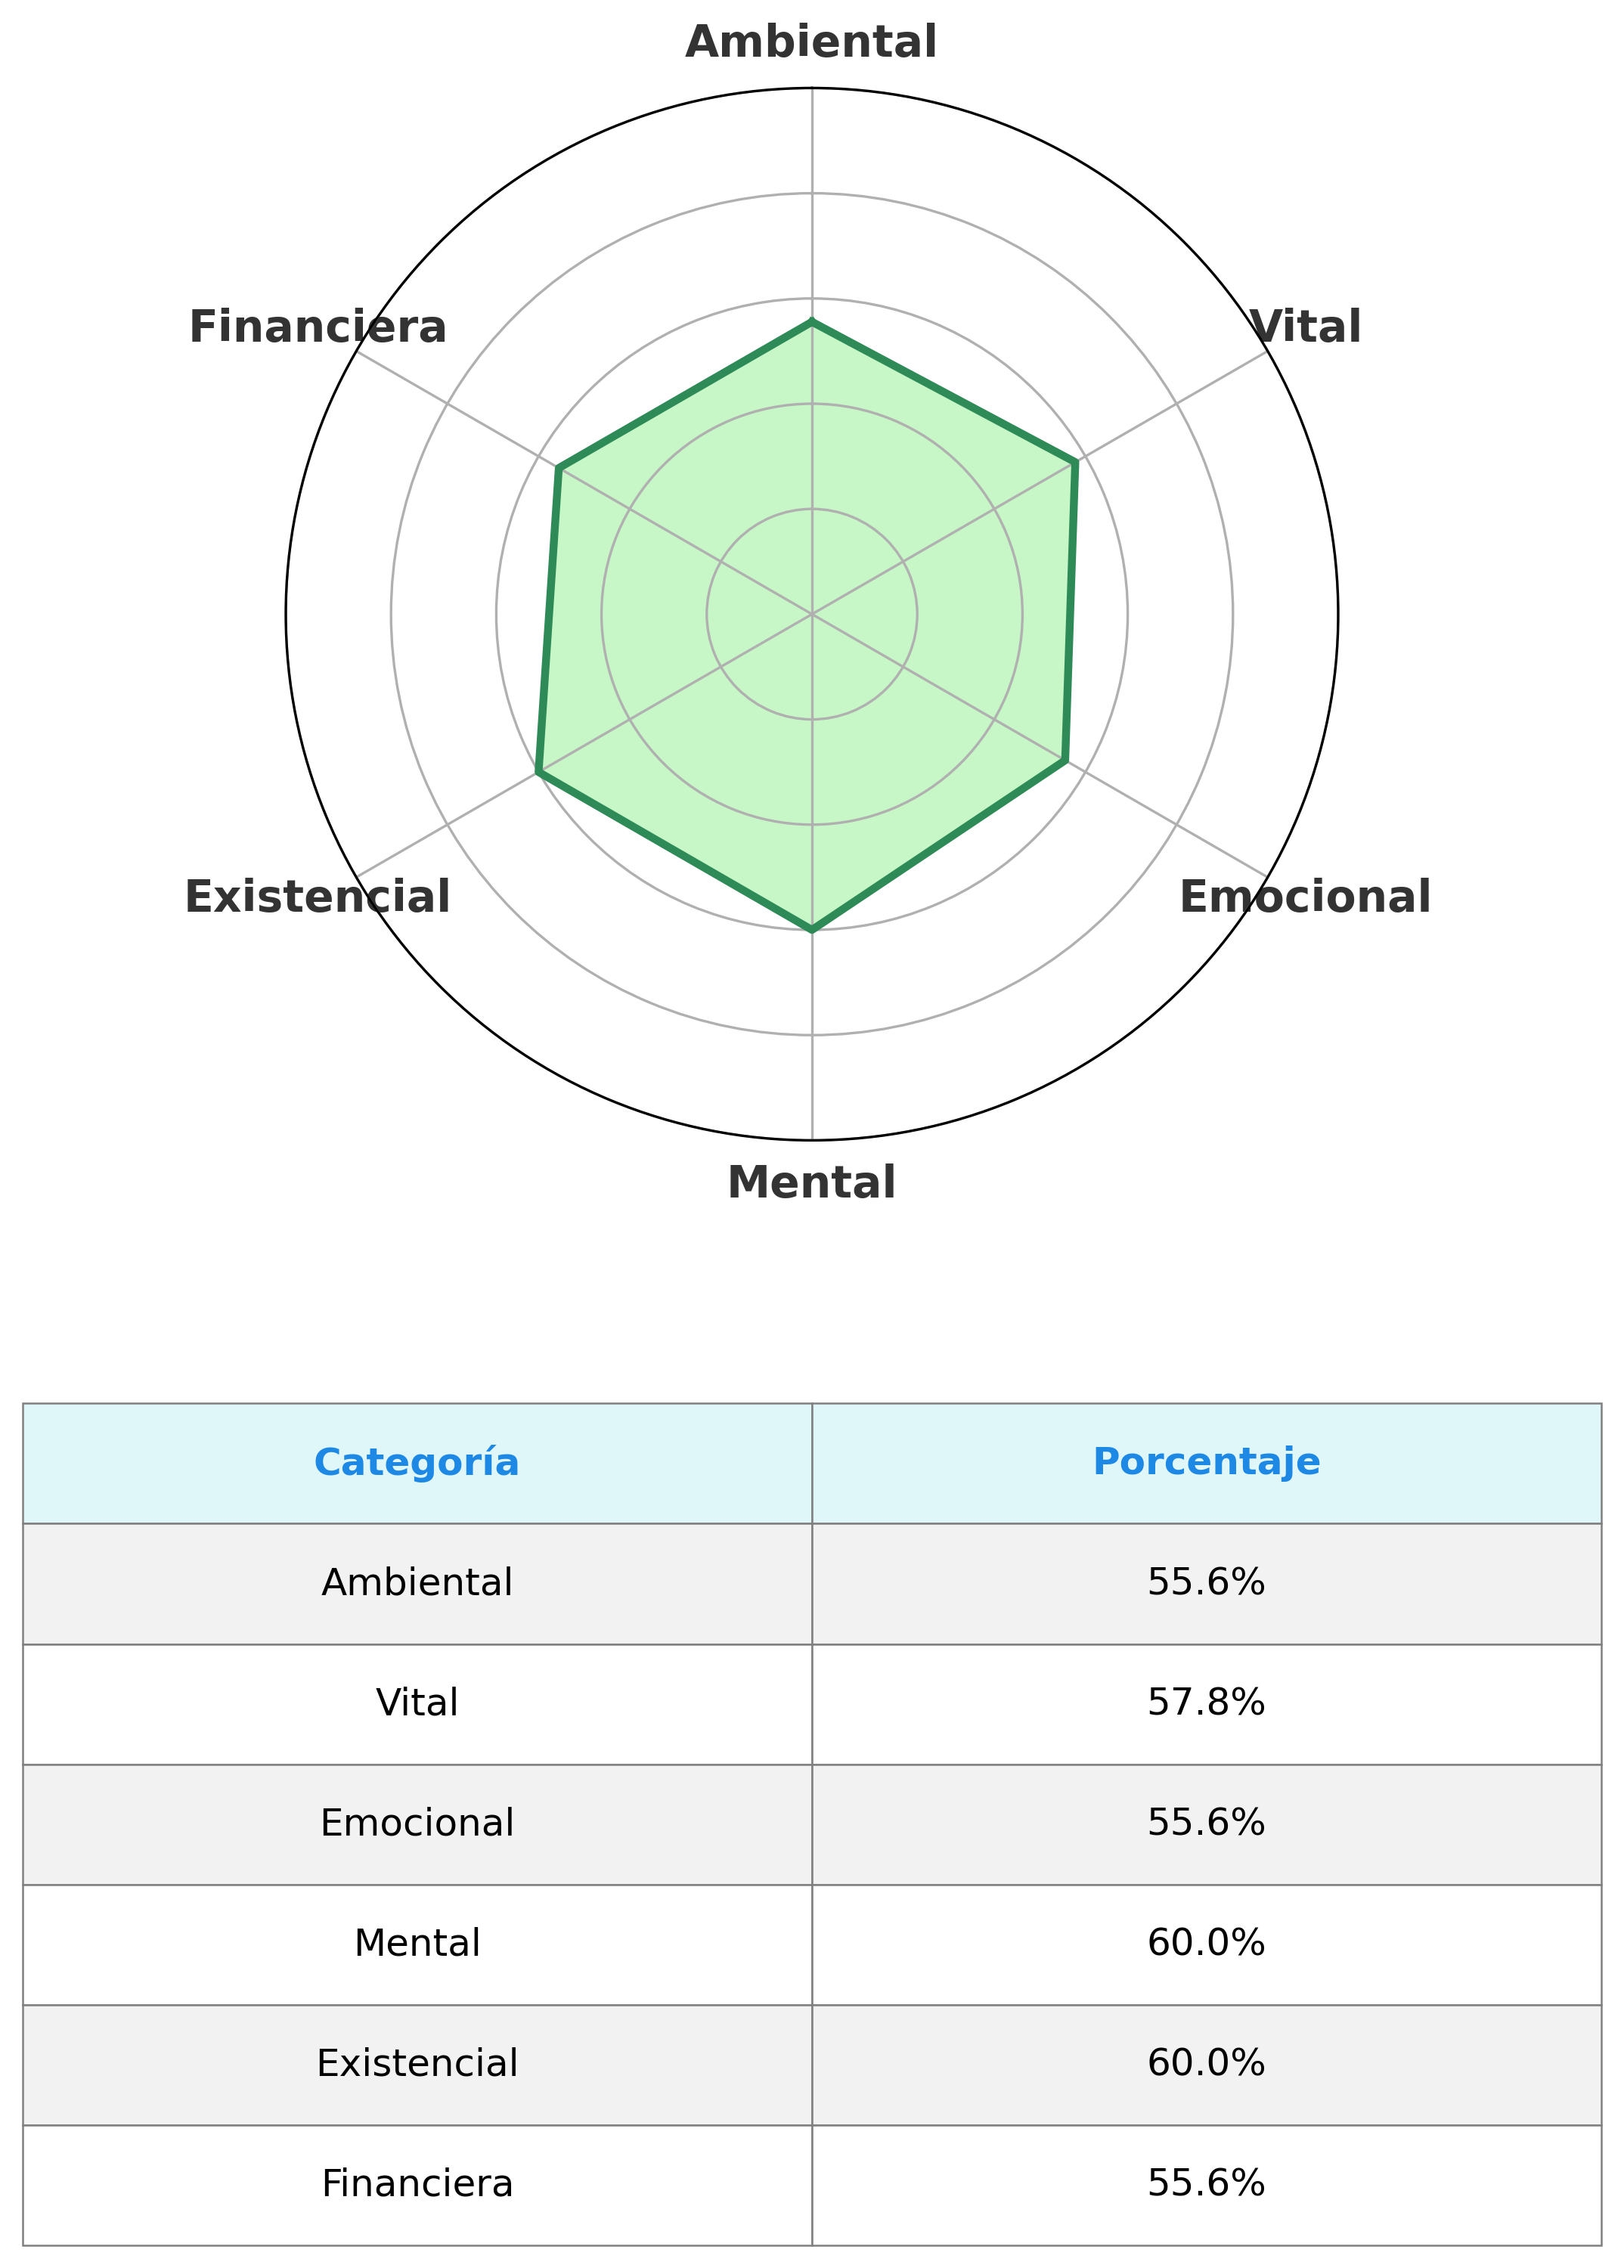 Ambiental
Financiera
Vital
Existencial
Emocional
Mental
Categoría Porcentaje
Ambiental 55.6%
Vital 57.8%
Emocional 55.6%
Mental 60.0%
Existencial 60.0%
Financiera 55.6%